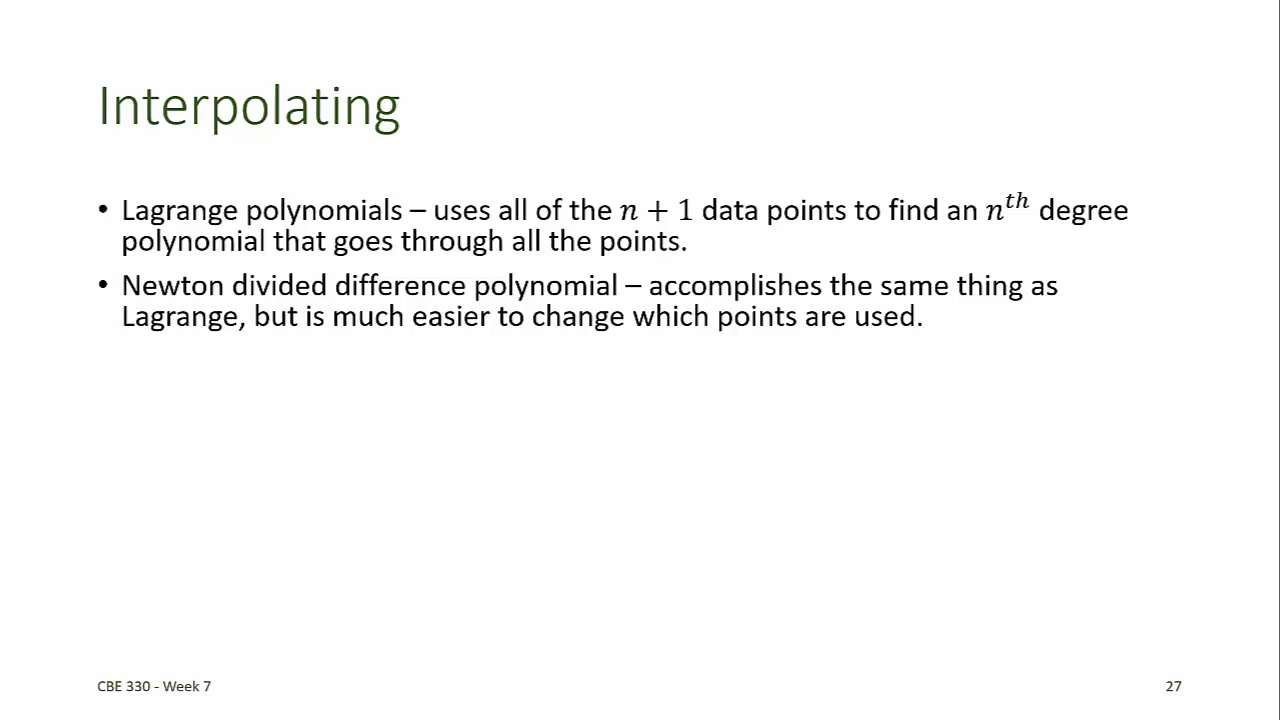 Interpolating
• Lagrange polynomials – uses all of the n + 1 data points to find an nᵗʰ degree
polynomial that goes through all the points.
• Newton divided difference polynomial – accomplishes the same thing as
Lagrange, but is much easier to change which points are used.
CBE 330 - Week 7
27